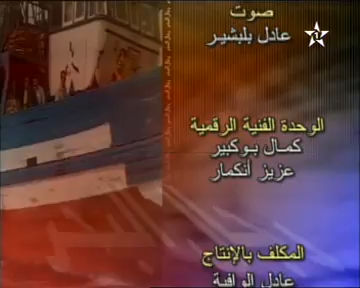 صوت
عادل بلبشير
الوحدة الفنية الرقمية
كمال بوكبير
عزيز أنكمار
المكلف بالإنتاج
عادل الوافية